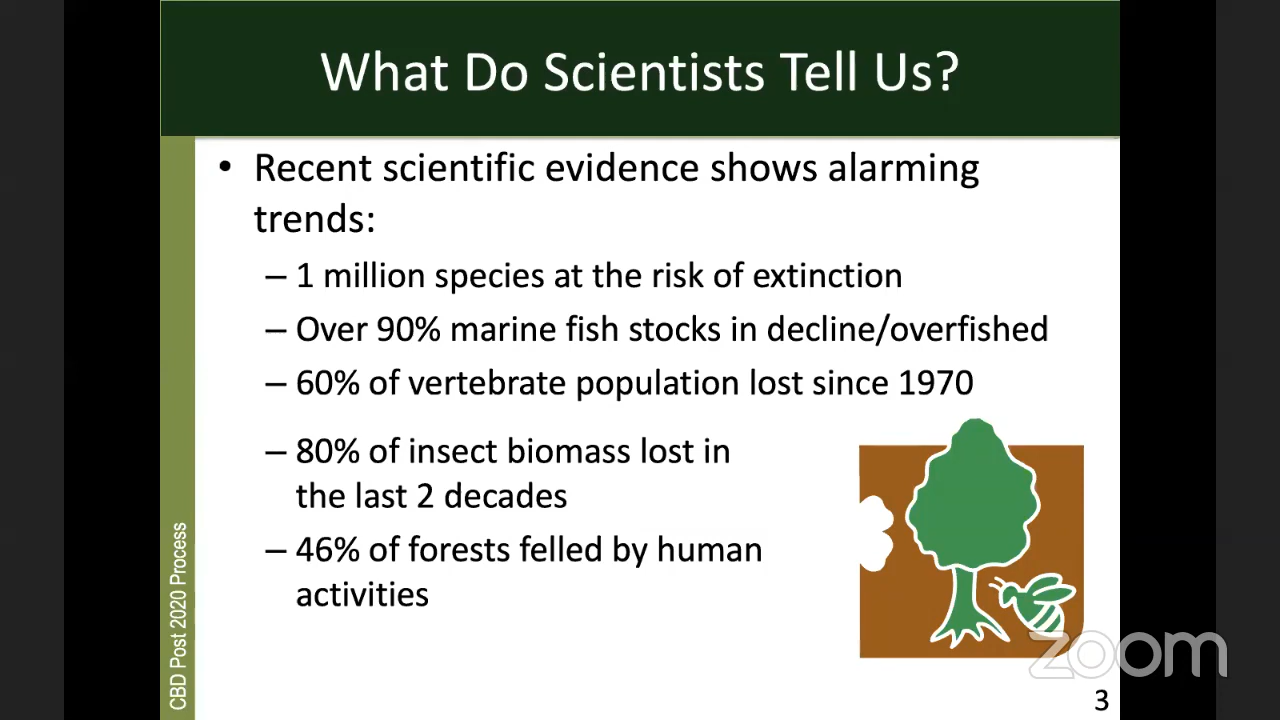 What Do Scientists Tell Us?
• Recent scientific evidence shows alarming
trends:
– 1 million species at the risk of extinction
– Over 90% marine fish stocks in decline/overfished
– 60% of vertebrate population lost since 1970
– 80% of insect biomass lost in
the last 2 decades
– 46% of forests felled by human
activities
CBD Post 2020 Process
zoom
3